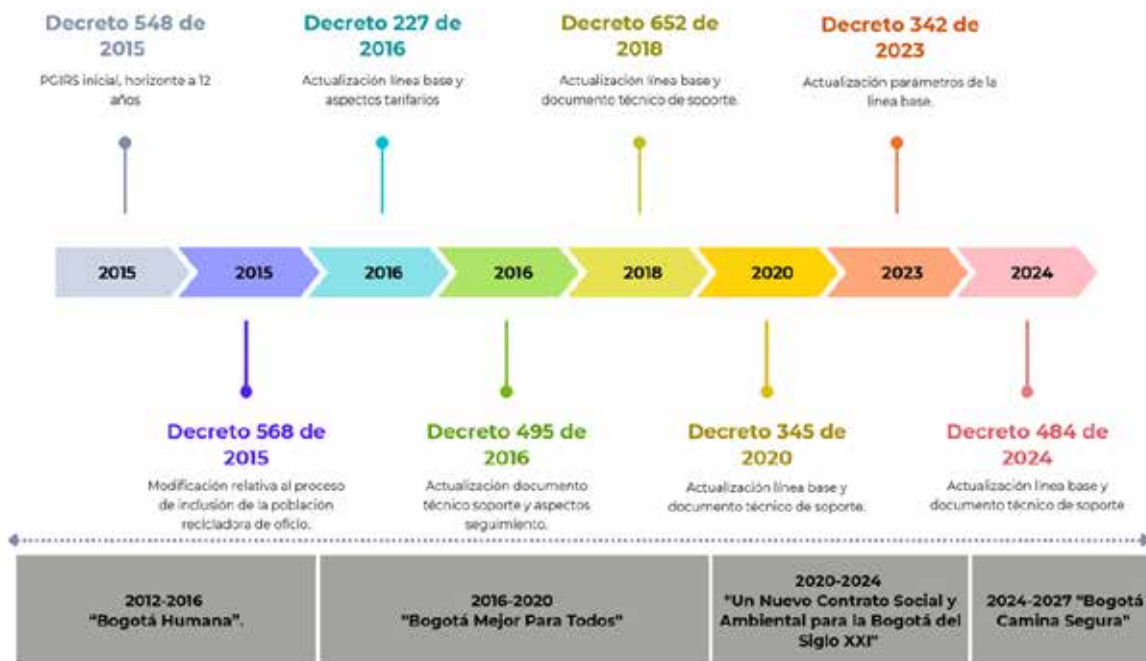 Decreto 548 de
2015
PGIRS inicial, horizonte a 12
años
Decreto 227 de
2016
Actualización línea base y
aspectos tarifarios
Decreto 652 de
2018
Actualización línea base y
documento técnico de soporte.
Decreto 342 de
2023
Actualización parámetros de la
línea base.
2015
2015
2016
2016
2018
2020
2023
2024
Decreto 568 de
2015
Modificación relativa al proceso
de inclusión de la población
recicladora de oficio.
Decreto 495 de
2016
Actualización documento
técnico soporte y aspectos
seguimiento.
Decreto 345 de
2020
Actualización línea base y
documento técnico de soporte.
Decreto 484 de
2024
Actualización línea base y
documento técnico de soporte
2012-2016
"Bogotá Humana".
2016-2020
"Bogotá Mejor Para Todos"
2020-2024
"Un Nuevo Contrato Social y
Ambiental para la Bogotá del
Siglo XXI"
2024-2027 "Bogotá
Camina Segura"